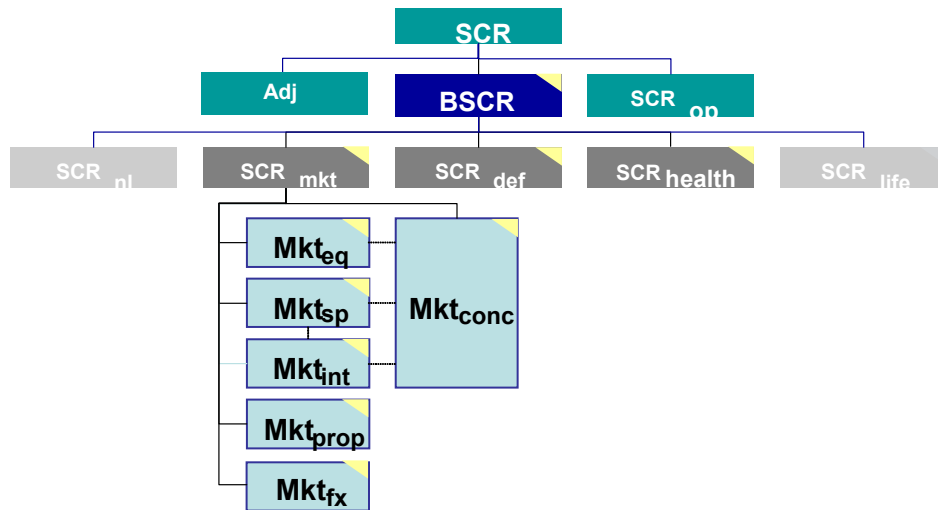 SCR
Adj
BSCR
SCR op
SCR nl
SCR mkt
SCR def
SCR health
SCR life
Mkteq
Mktsp
Mktconc
Mktint
Mktprop
Mktfx